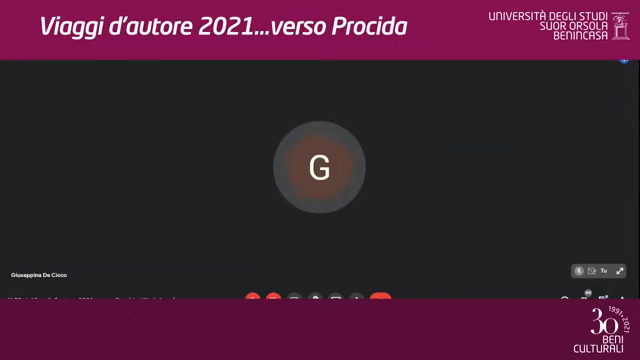 Viaggi d'autore 2021...verso Procida
UNIVERSITÀ DEGLI STUDI
SUOR ORSOLA
BENINCASA
G
Giuseppina De Cicco
Tu
30
1991•2021
BENI
CULTURALI